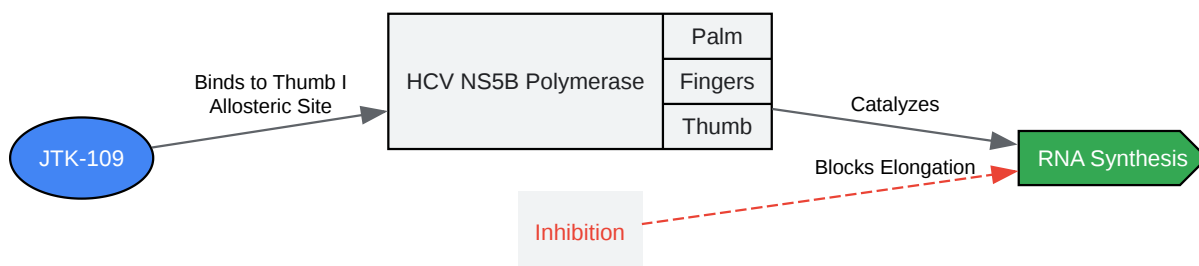 JTK-109
Binds to Thumb I
Allosteric Site
HCV NS5B Polymerase
Palm
Fingers
Thumb
Catalyzes
RNA Synthesis
Blocks Elongation
Inhibition